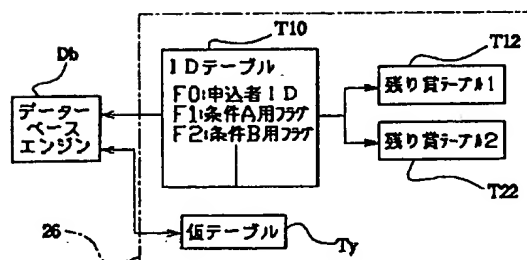 T10
Db
T12
IDテーブル
F0:申込者ID
F1:条件A用フラグ
F2:条件B用フラグ
データー
ベース
エンジン
残り賞テーブル1
残り賞テーブル2
T22
26
仮テーブル
Ty